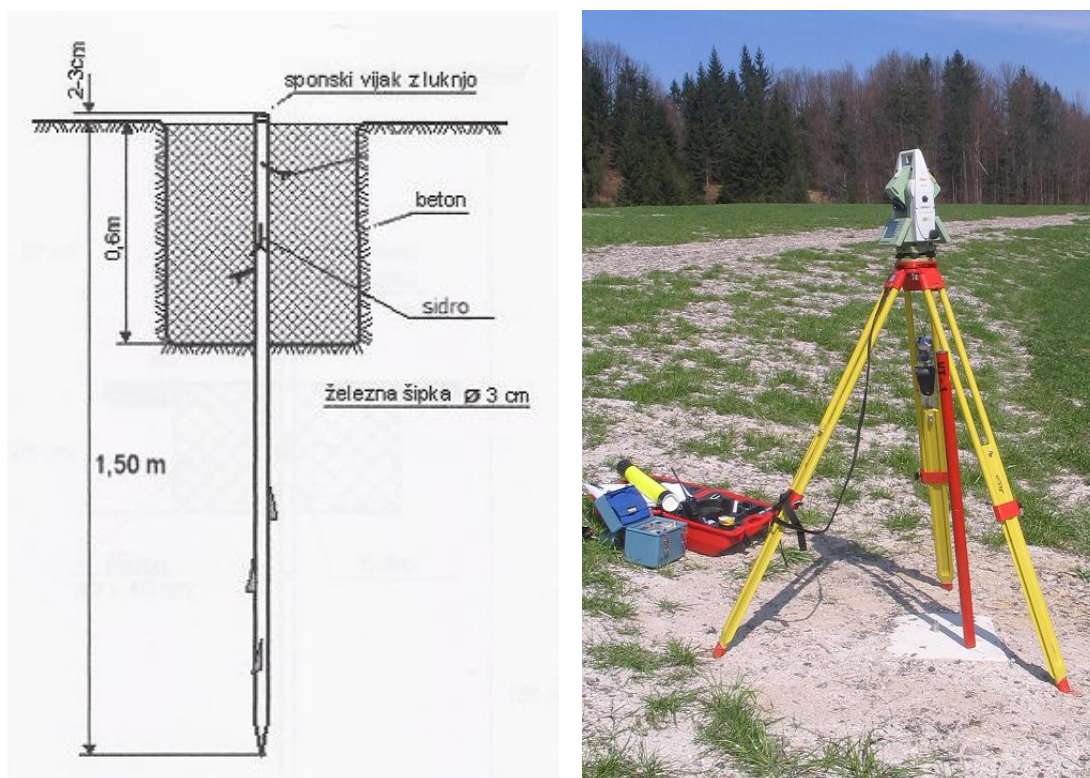 2-3cm
sponski vijak z luknjo
0,6m
beton
sidro
železna šipka ø 3 cm
1,50 m